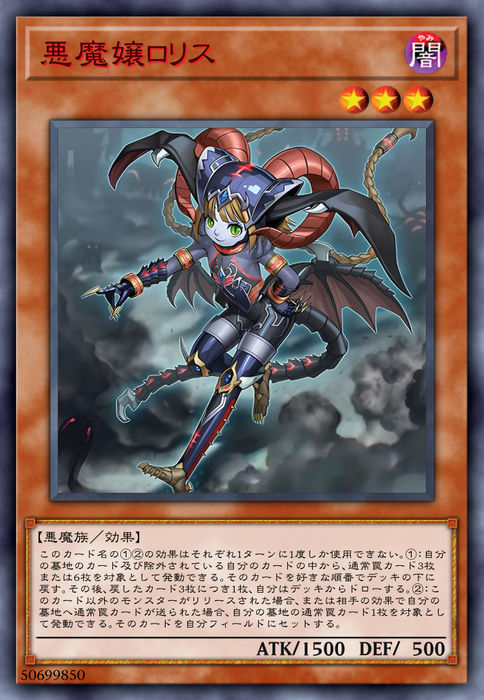 悪魔嬢ロリス
やみ
闇
【悪魔族／効果】
このカード名の①②の効果はそれぞれ1ターンに1度しか使用できない。①：自分
の墓地のカード及び除外されている自分のカードの中から、通常罠カード3枚
または6枚を対象として発動できる。そのカードを好きな順番でデッキの下に
戻す。その後、戻したカード3枚につき1枚、自分はデッキからドローする。②：こ
のカード以外のモンスターがリリースされた場合、または相手の効果で自分の
墓地へ通常罠カードが送られた場合、自分の墓地の通常罠カード1枚を対象と
して発動できる。そのカードを自分フィールドにセットする。
ATK/1500 DEF/ 500
50699850